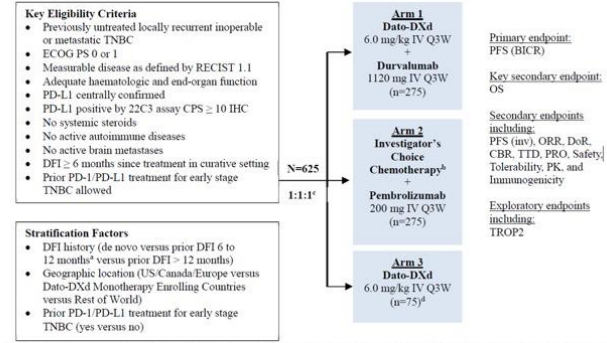 Key Eligibility Criteria
• Previously untreated locally recurrent inoperable
or metastatic TNBC
• ECOG PS 0 or 1
• Measurable disease as defined by RECIST 1.1
• Adequate haematologic and end-organ function
• PD-L1 centrally confirmed
• PD-L1 positive by 22C3 assay CPS ≥ 10 IHC
• No systemic steroids
• No active autoimmune diseases
• No active brain metastases
• DFI ≥ 6 months since treatment in curative setting
• Prior PD-1/PD-L1 treatment for early stage
TNBC allowed
Stratification Factors
• DFI history (de novo versus prior DFI 6 to
12 monthsᵃ versus prior DFI > 12 months)
• Geographic location (US/Canada/Europe versus
Dato-DXd Monotherapy Enrolling Countries
versus Rest of World)
• Prior PD-1/PD-L1 treatment for early stage
TNBC (yes versus no)
N=625
1:1:1ᶜ
Arm 1
Dato-DXd
6.0 mg/kg IV Q3W
+
Durvalumab
1120 mg IV Q3W
(n=275)
Arm 2
Investigator's
Choice
Chemotherapyᵇ
+
Pembrolizumab
200 mg IV Q3W
(n=275)
Arm 3
Dato-DXd
6.0 mg/kg IV Q3W
(n=75)ᵈ
Primary endpoint:
PFS (BICR)
Key secondary endpoint:
OS
Secondary endpoints
including:
PFS (inv), ORR, DoR,
CBR, TTD, PRO, Safety,
Tolerability, PK, and
Immunogenicity
Exploratory endpoints
including:
TROP2